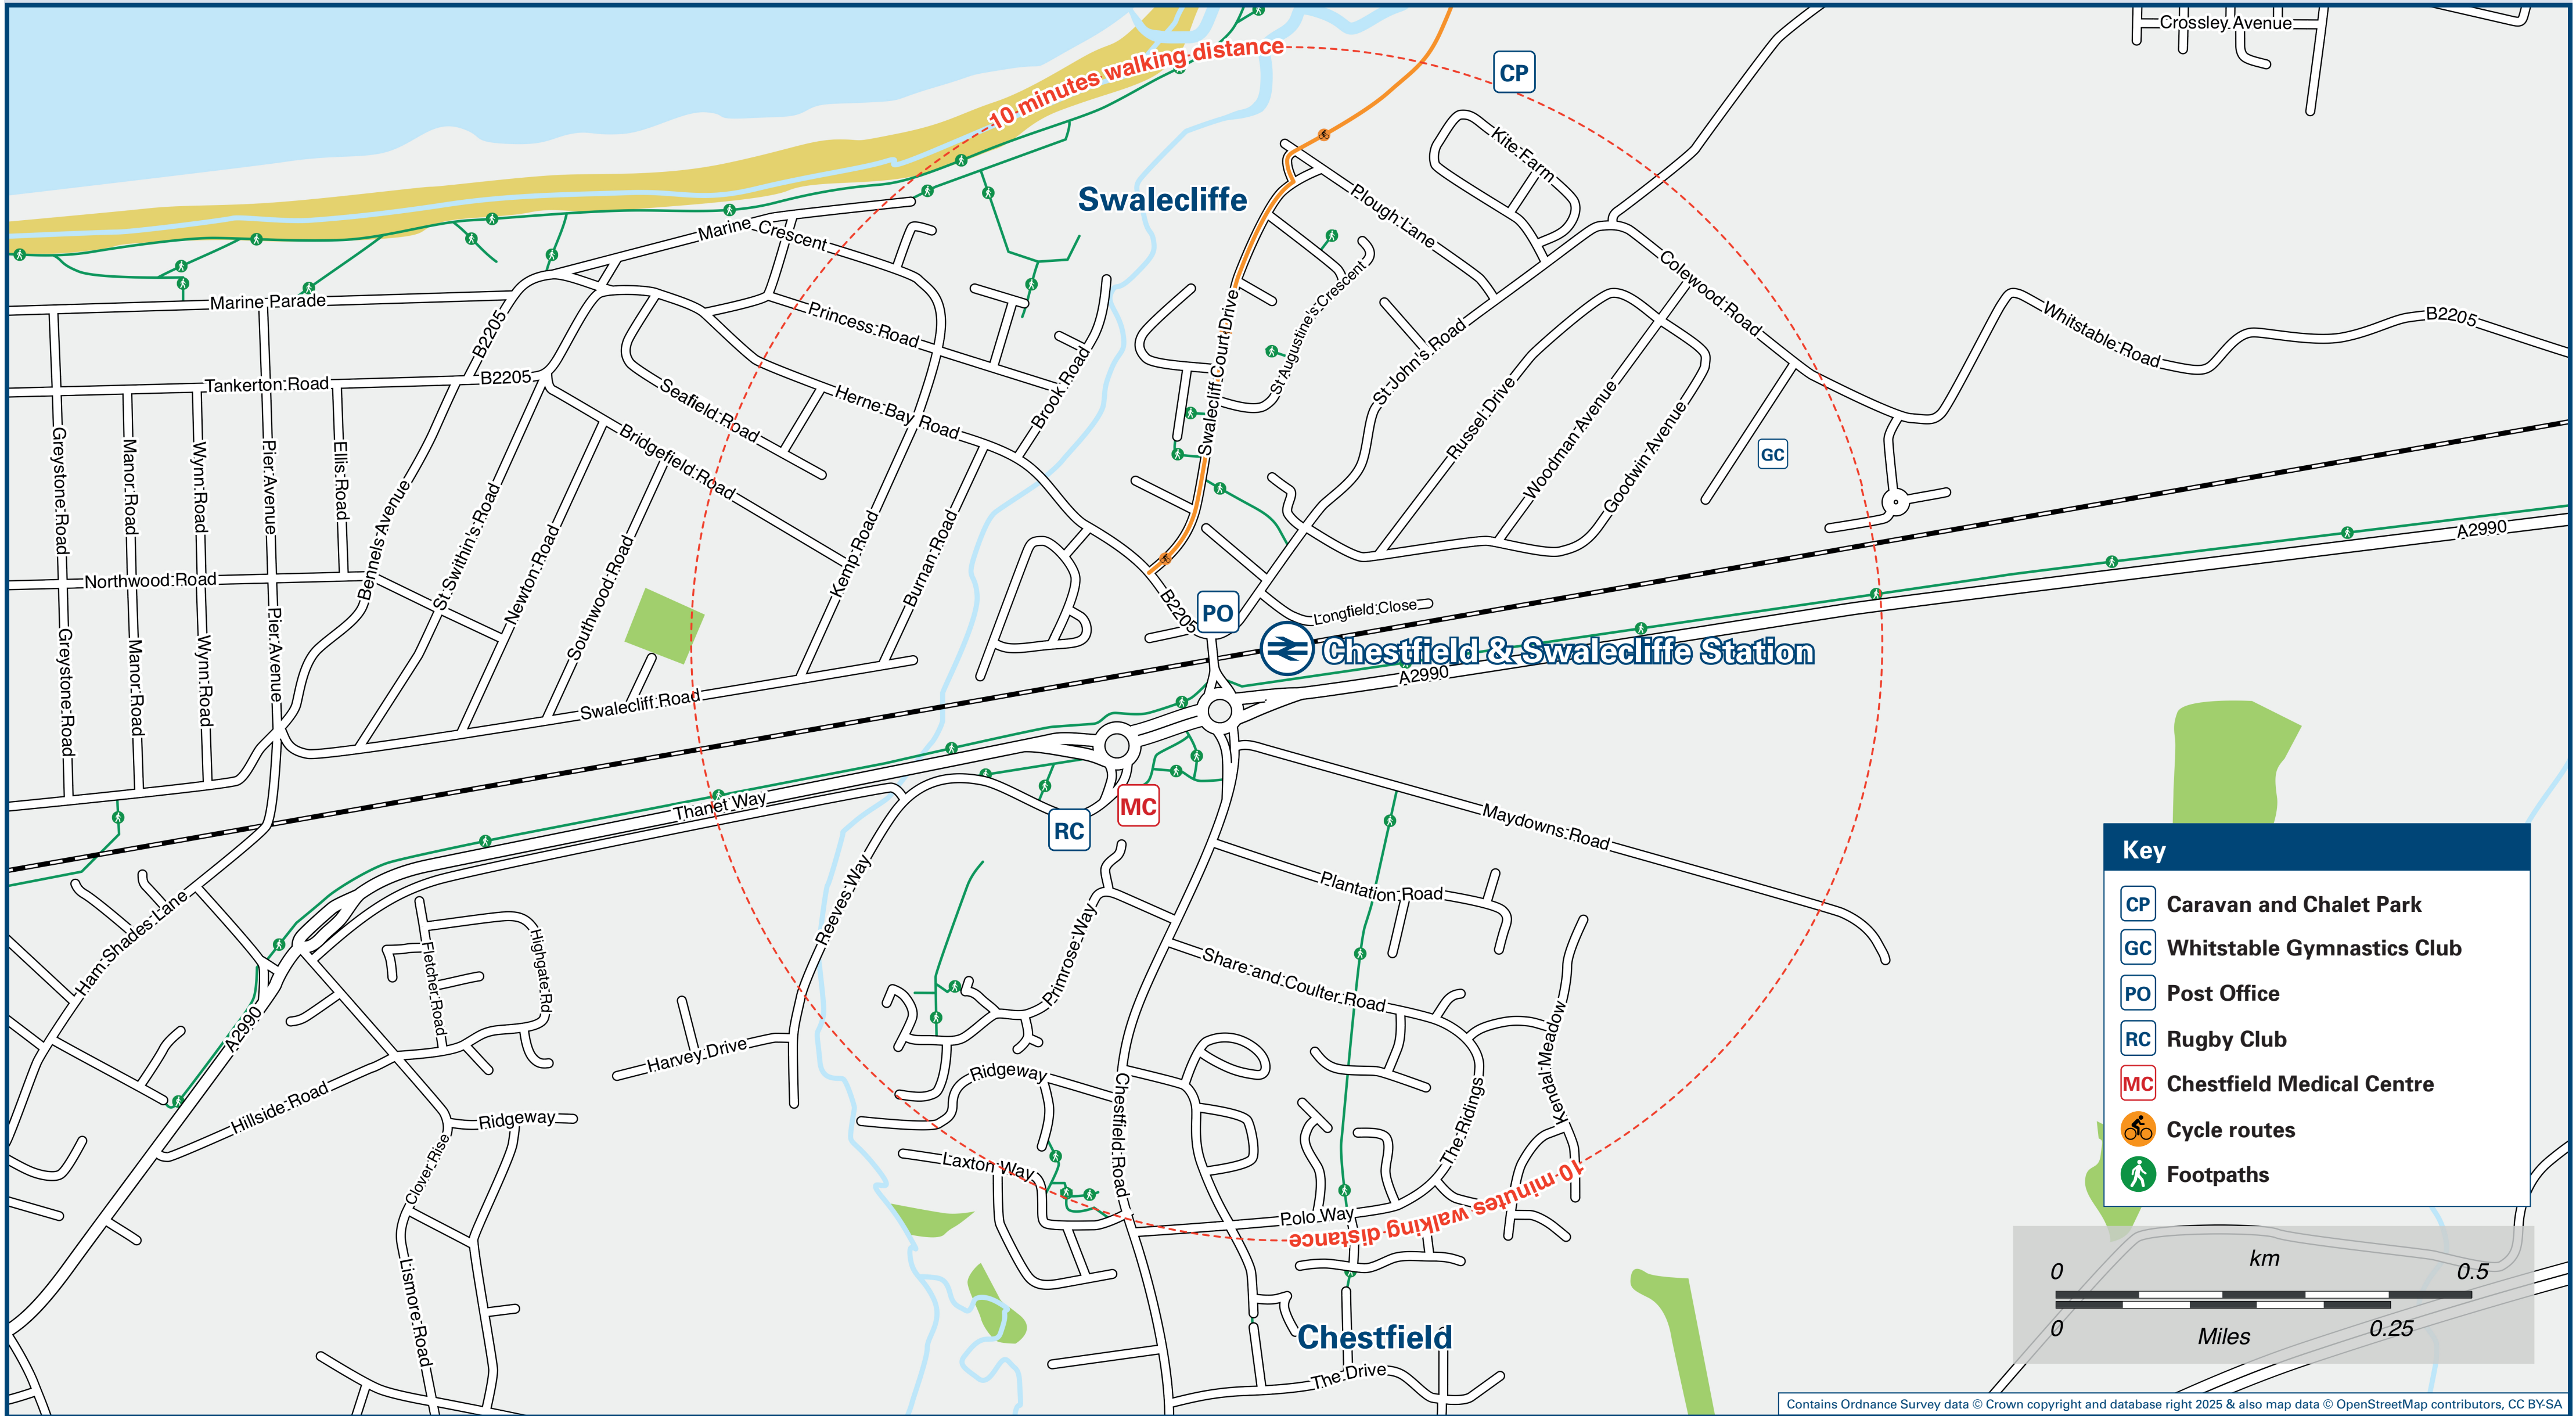 Crossley Avenue
10 minutes walking distance
CP
Kite Farm
Swalecliffe
Plough Lane
Marine Crescent
Colewood Road
Marine Parade
B2205
Princess Road
Swalecliff Court Drive
St Augustine's Crescent
St John's Road
Whitstable Road
B2205
Tankerton Road
B2205
Seafield Road
Herne Bay Road
Brook Road
Russel Drive
Woodman Avenue
Goodwin Avenue
GC
Greystone Road
Manor Road
Wynn Road
Pier Avenue
Ellis Road
Bennels Avenue
St Swithin's Road
Bridgefield Road
Newton Road
Southwood Road
Kemp Road
Burnan Road
A2990
Northwood Road
B2205
PO
Longfield Close
Chestfield & Swalecliffe Station
A2990
Greystone Road
Manor Road
Wynn Road
Pier Avenue
Swalecliff Road
Thanet Way
MC
RC
Maydowns Road
Ham Shades Lane
Fletcher Road
Highgate Rd
Reeves Way
Primrose Way
Plantation Road
Share and Coulter Road
A2990
Harvey Drive
Ridgeway
Kendal Meadow
Hillside Road
Ridgeway
Clover Rise
Laxton Way
Chestfield Road
The Ridings
Polo Way
10 minutes walking distance
Lismore Road
Chestfield
The Drive
Key
CP Caravan and Chalet Park
GC Whitstable Gymnastics Club
PO Post Office
RC Rugby Club
MC Chestfield Medical Centre
Cycle routes
Footpaths
km
0 0.5
0 0.25
Miles
Contains Ordnance Survey data © Crown copyright and database right 2025 & also map data © OpenStreetMap contributors, CC BY-SA